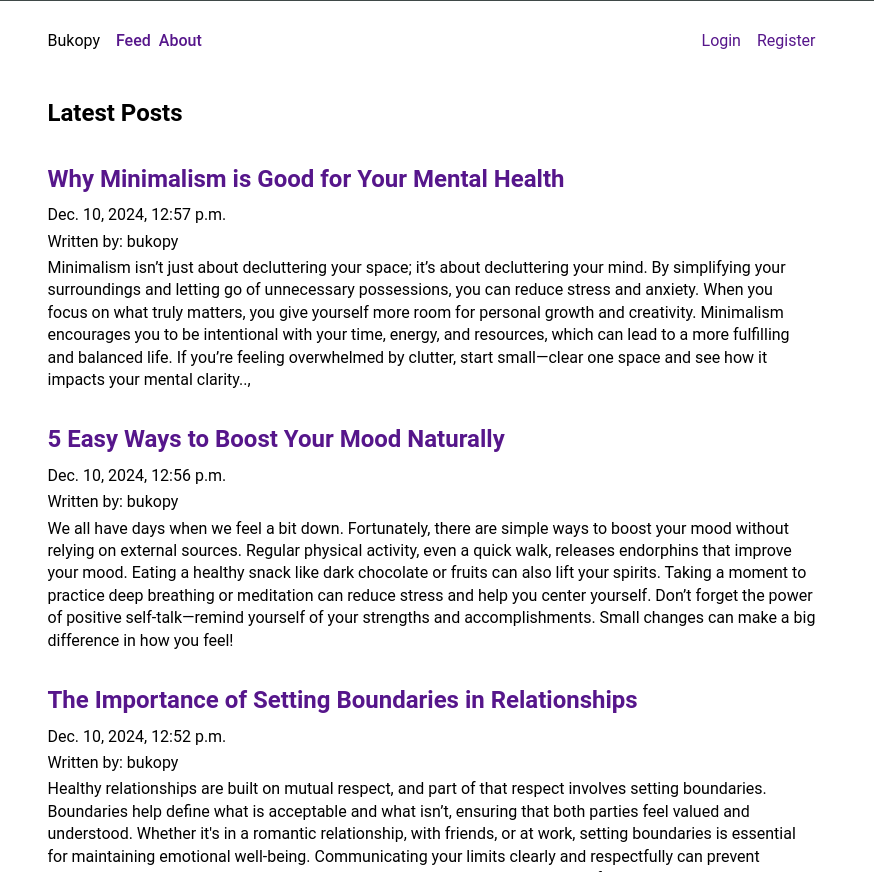 Bukopy Feed About Login Register
Latest Posts
Why Minimalism is Good for Your Mental Health
Dec. 10, 2024, 12:57 p.m.
Written by: bukopy
Minimalism isn’t just about decluttering your space; it’s about decluttering your mind. By simplifying your
surroundings and letting go of unnecessary possessions, you can reduce stress and anxiety. When you
focus on what truly matters, you give yourself more room for personal growth and creativity. Minimalism
encourages you to be intentional with your time, energy, and resources, which can lead to a more fulfilling
and balanced life. If you’re feeling overwhelmed by clutter, start small—clear one space and see how it
impacts your mental clarity..,
5 Easy Ways to Boost Your Mood Naturally
Dec. 10, 2024, 12:56 p.m.
Written by: bukopy
We all have days when we feel a bit down. Fortunately, there are simple ways to boost your mood without
relying on external sources. Regular physical activity, even a quick walk, releases endorphins that improve
your mood. Eating a healthy snack like dark chocolate or fruits can also lift your spirits. Taking a moment to
practice deep breathing or meditation can reduce stress and help you center yourself. Don’t forget the power
of positive self-talk—remind yourself of your strengths and accomplishments. Small changes can make a big
difference in how you feel!
The Importance of Setting Boundaries in Relationships
Dec. 10, 2024, 12:52 p.m.
Written by: bukopy
Healthy relationships are built on mutual respect, and part of that respect involves setting boundaries.
Boundaries help define what is acceptable and what isn’t, ensuring that both parties feel valued and
understood. Whether it's in a romantic relationship, with friends, or at work, setting boundaries is essential
for maintaining emotional well-being. Communicating your limits clearly and respectfully can prevent